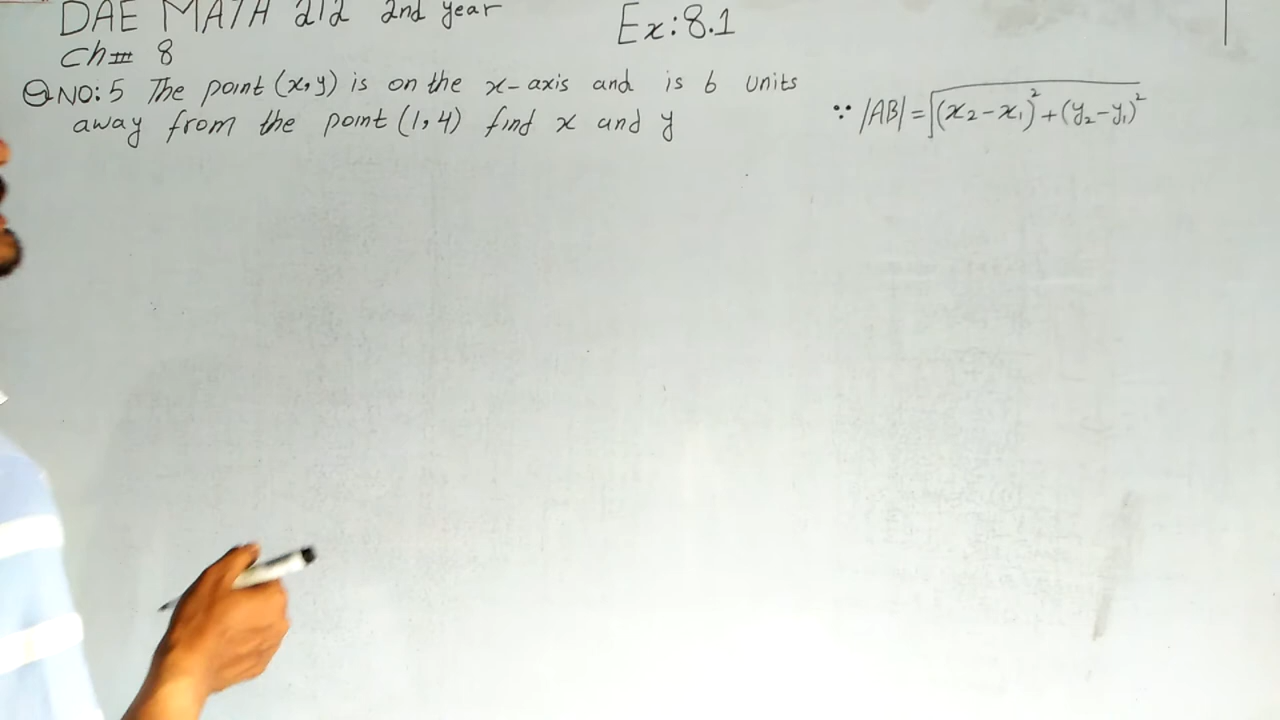 DAE MATH 212 2nd year
Ex: 8.1
Ch# 8
QNO: 5 The point (x, y) is on the x-axis and is 6 units
away from the point (1, 4) find x and y
∵ |AB| = √(x₂-x₁)² + (y₂-y₁)²